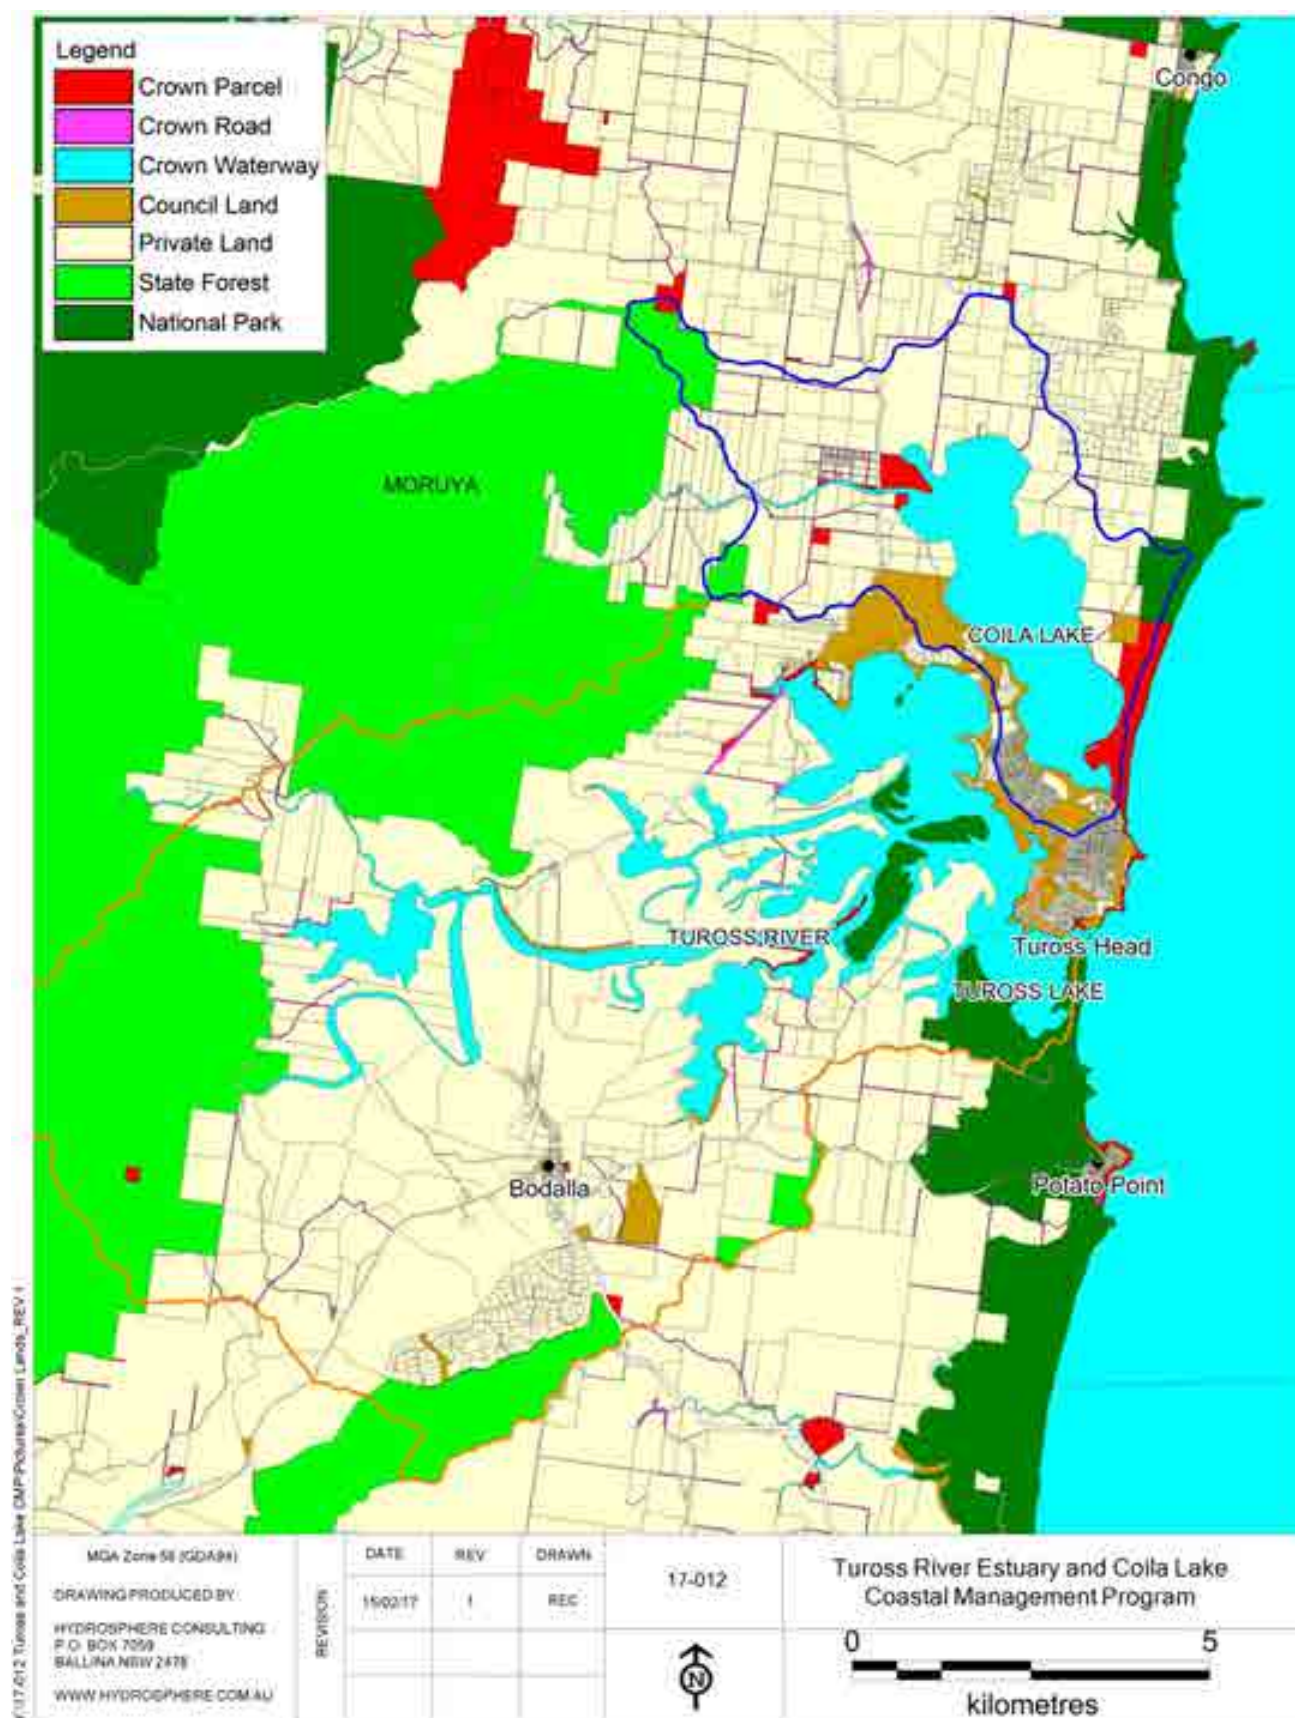 Legend
Crown Parcel
Crown Road
Crown Waterway
Council Land
Private Land
State Forest
National Park
Congo
MORUYA
COILA LAKE
TUROSS RIVER
Tuross Head
TUROSS LAKE
Bodalla
Potato Point
MGA Zone 56 (GDA94)
DRAWING PRODUCED BY
HYDROSPHERE CONSULTING
P.O. BOX 7059
BALLINA NSW 2478
WWW.HYDROSPHERE.COM.AU
REVISION
DATE REV DRAWN
15/02/17 1 REC
17-012
N
Tuross River Estuary and Coila Lake
Coastal Management Program
0 5
kilometres